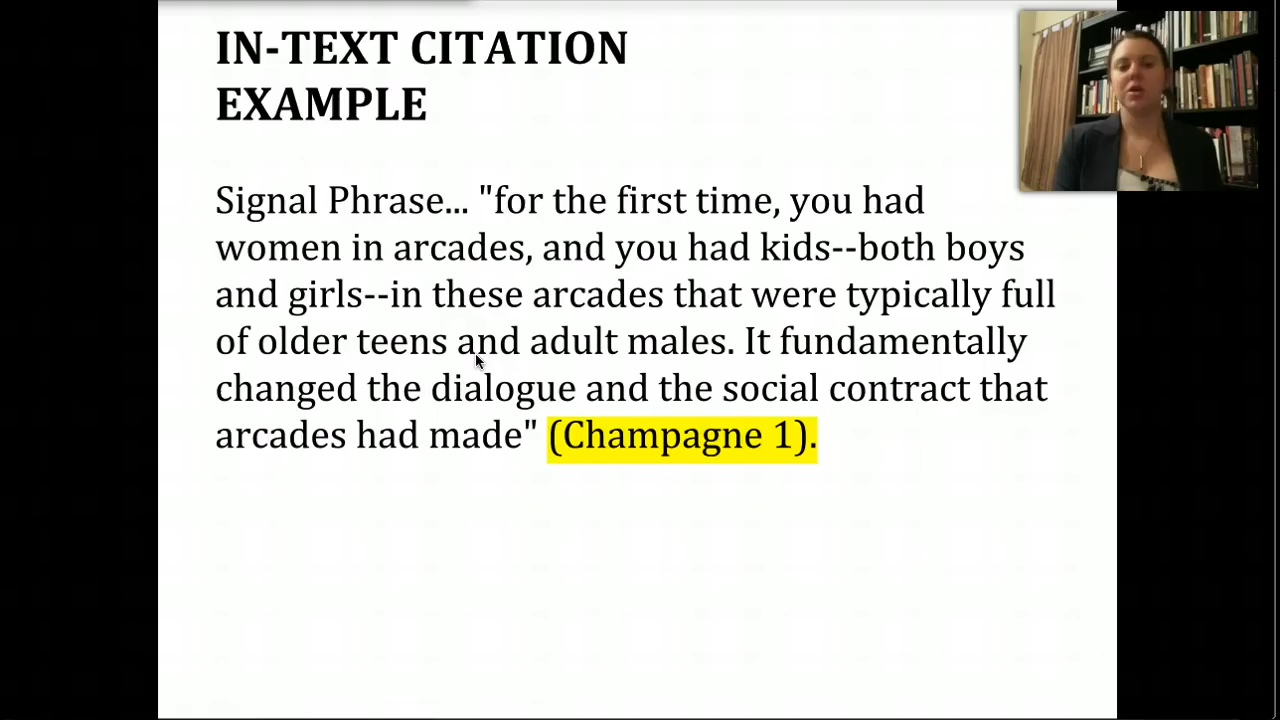 IN-TEXT CITATION
EXAMPLE
Signal Phrase... "for the first time, you had
women in arcades, and you had kids--both boys
and girls--in these arcades that were typically full
of older teens and adult males. It fundamentally
changed the dialogue and the social contract that
arcades had made" (Champagne 1).